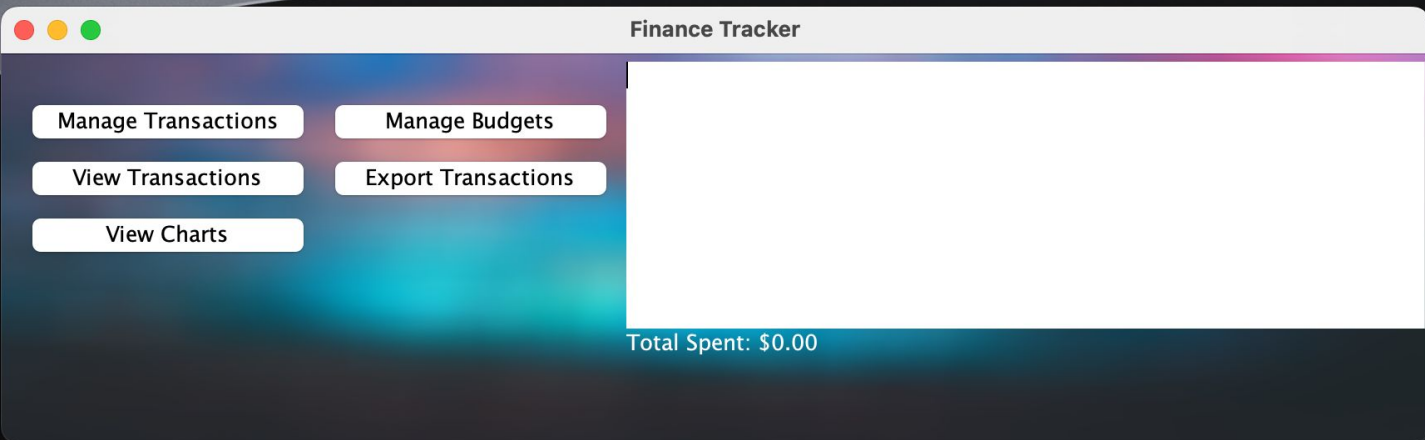 Finance Tracker
Manage Transactions
Manage Budgets
View Transactions
Export Transactions
View Charts
Total Spent: $0.00